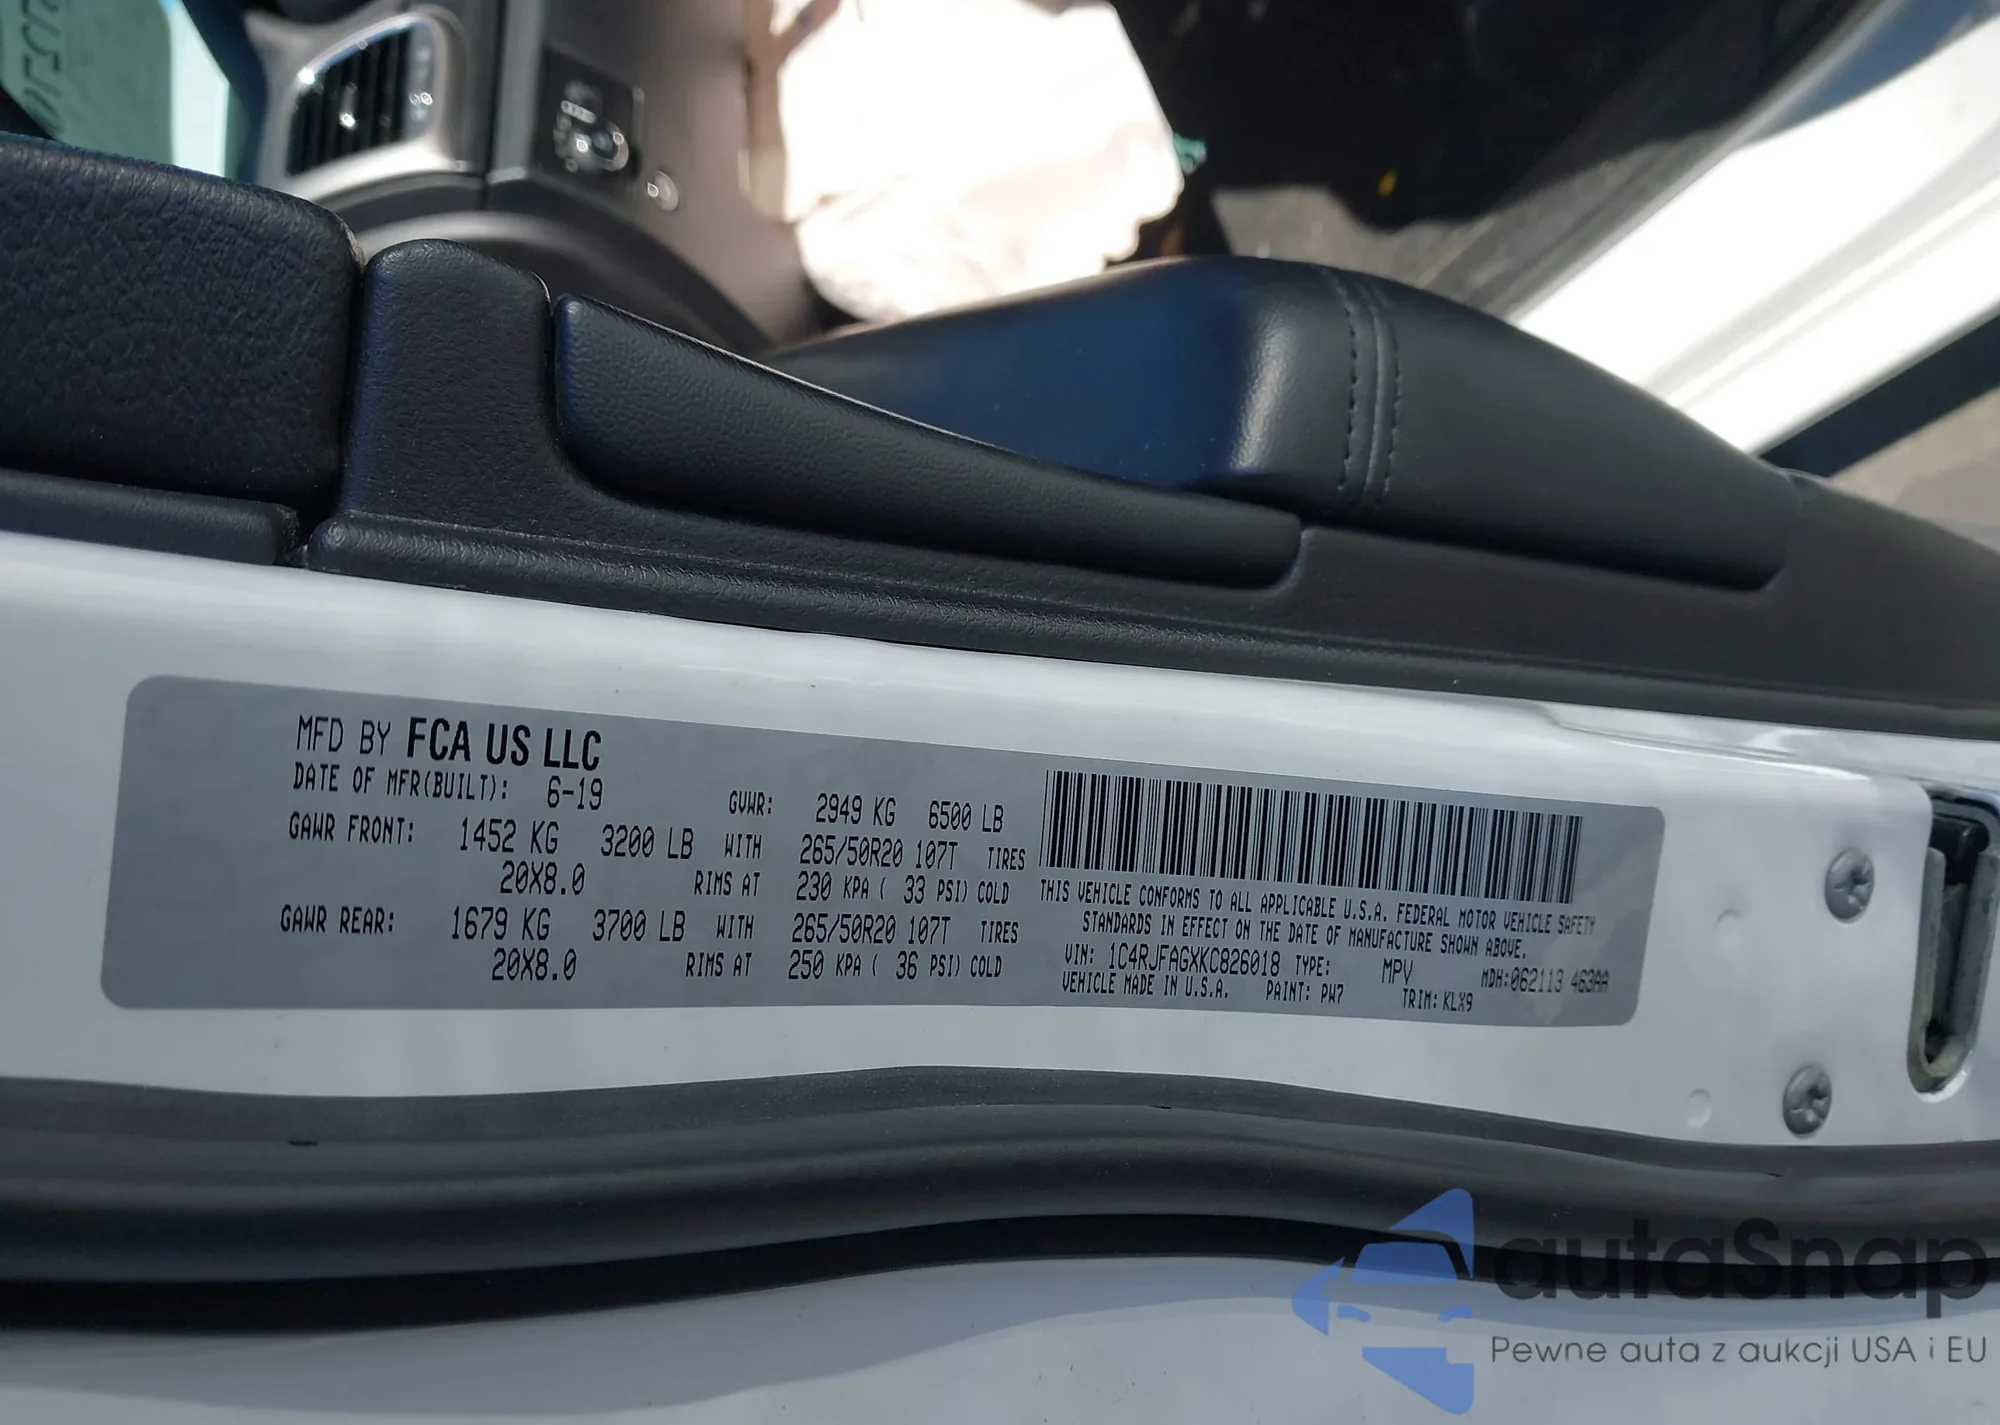 MFD BY FCA US LLC
DATE OF MFR(BUILT): 6-19 GVWR: 2949 KG 6500 LB
GAWR FRONT: 1452 KG 3200 LB WITH 265/50R20 107T TIRES
20X8.0 RIMS AT 230 KPA ( 33 PSI) COLD
GAWR REAR: 1679 KG 3700 LB WITH 265/50R20 107T TIRES
20X8.0 RIMS AT 250 KPA ( 36 PSI) COLD
THIS VEHICLE CONFORMS TO ALL APPLICABLE U.S.A. FEDERAL MOTOR VEHICLE SAFETY
STANDARDS IN EFFECT ON THE DATE OF MANUFACTURE SHOWN ABOVE.
VIN: 1C4RJFAGXKC826018 TYPE: MPV MDH:062113 463AA
VEHICLE MADE IN U.S.A. PAINT: PW7 TRIM: KLX9
autaSnap
Pewne auta z aukcji USA i EU